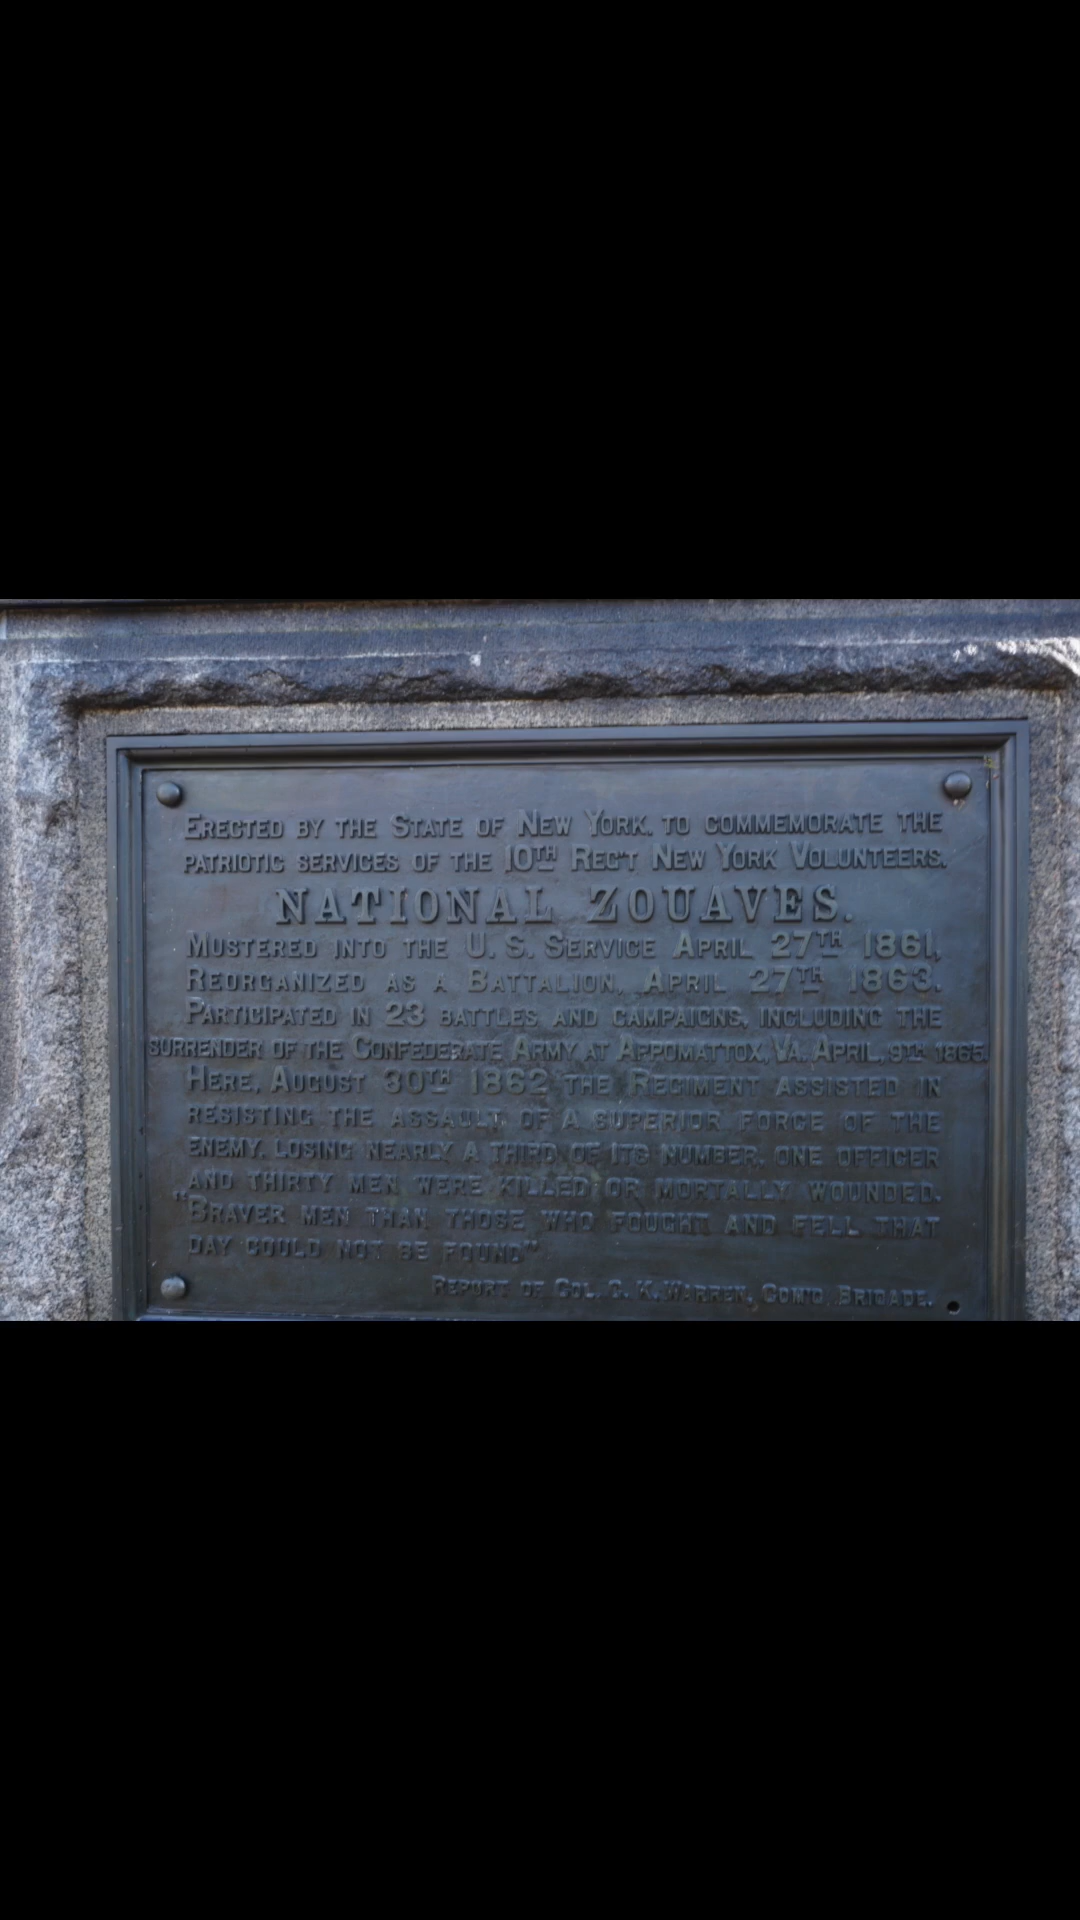 Erected by the State of New York, to commemorate the
patriotic services of the 10th Reg't New York Volunteers.
NATIONAL ZOUAVES.
Mustered into the U. S. Service April 27th 1861,
Reorganized as a Battalion, April 27th 1863.
Participated in 23 battles and campaigns, including the
surrender of the Confederate Army, at Appomattox, Va. April, 9th 1865.
Here, August 30th 1862 the Regiment assisted in
resisting the assault of a superior force of the
enemy, losing nearly a third of its number. One officer
and thirty men were killed or mortally wounded.
"Braver men than those who fought and fell that
day could not be found"
Report of Col. G. K. Warren, Com'd. Brigade.